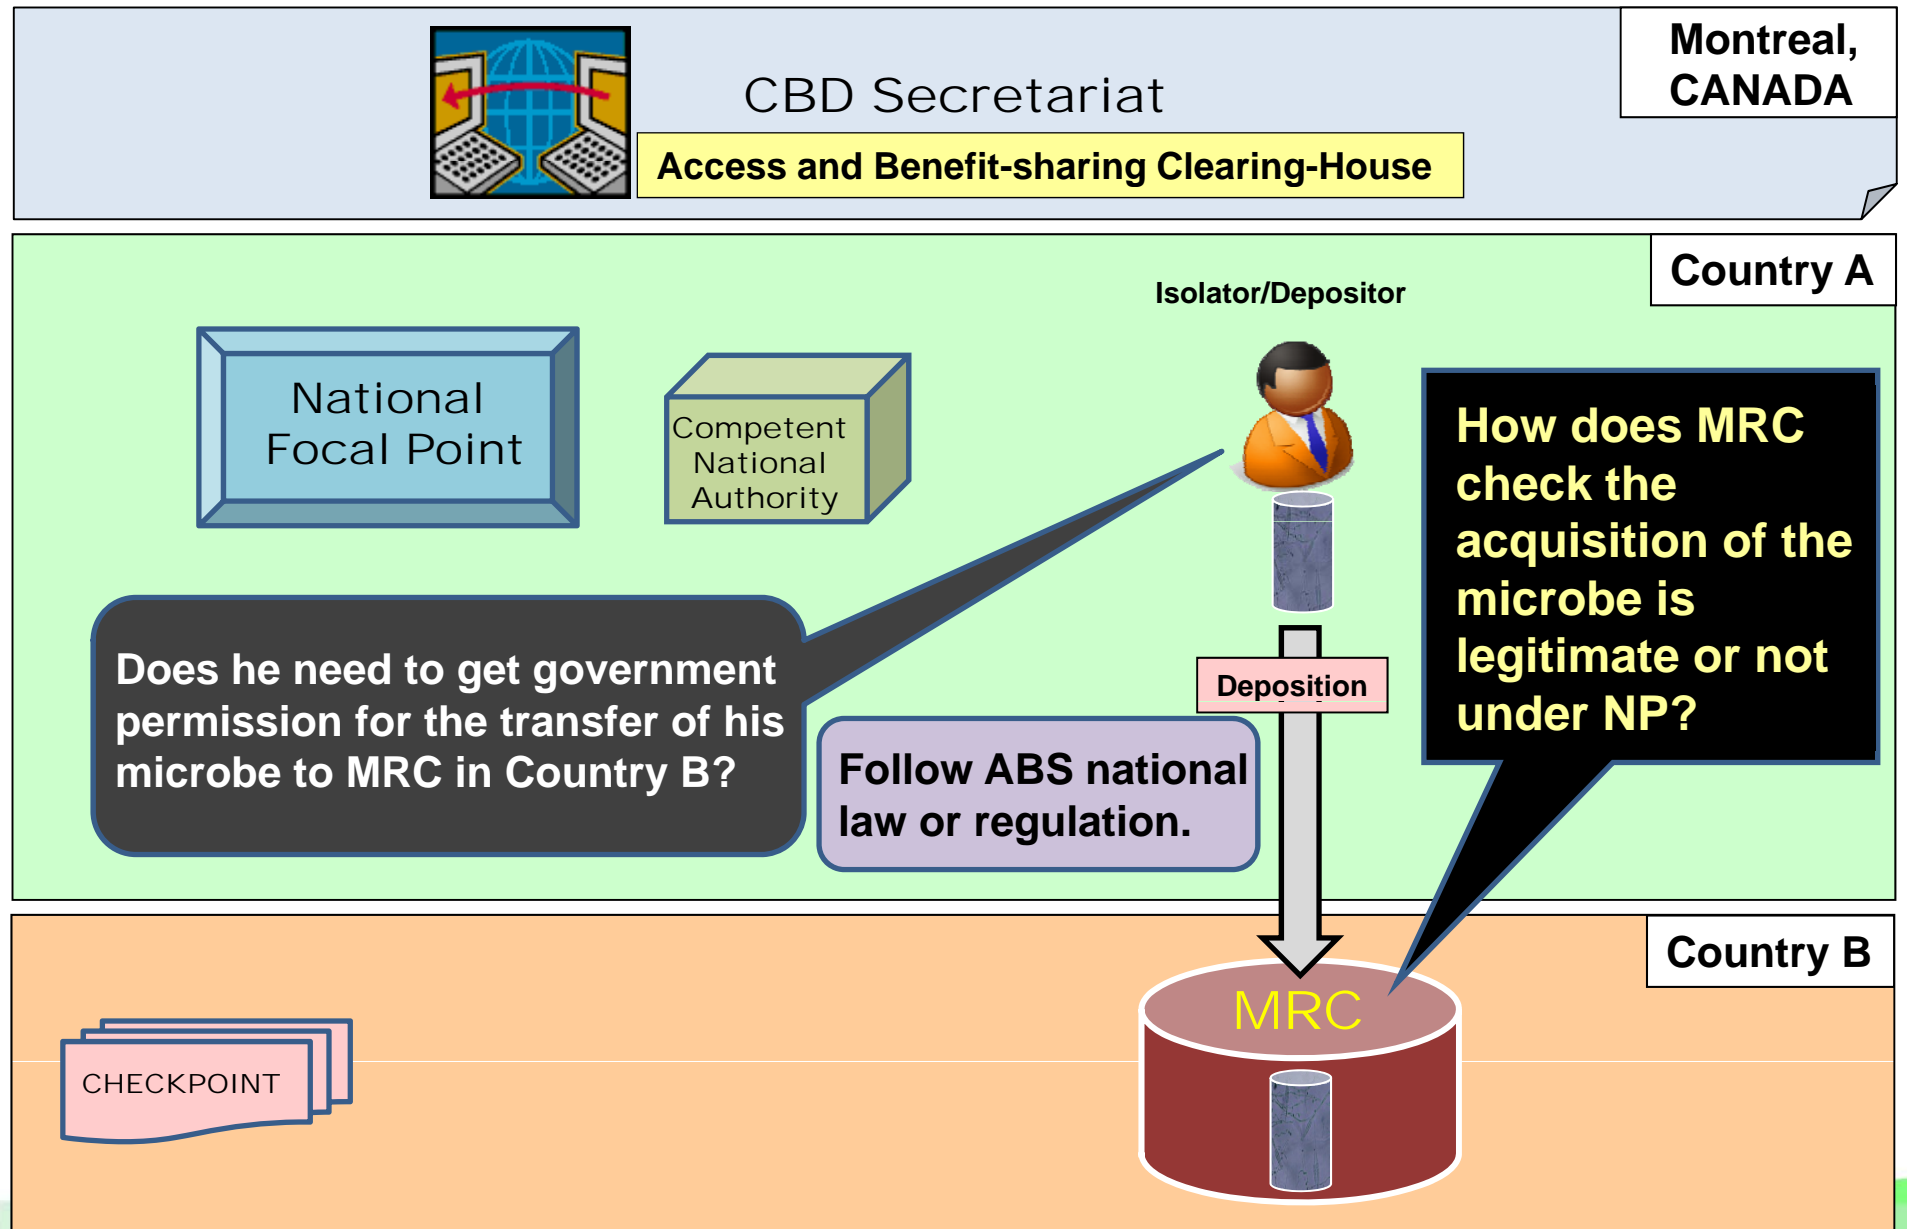 Montreal,
CANADA
CBD Secretariat
Access and Benefit-sharing Clearing-House
Country A
Isolator/Depositor
National
Focal Point
Competent
National
Authority
How does MRC
check the
acquisition of the
microbe is
legitimate or not
under NP?
Does he need to get government
permission for the transfer of his
microbe to MRC in Country B?
Deposition
Follow ABS national
law or regulation.
Country B
MRC
CHECKPOINT